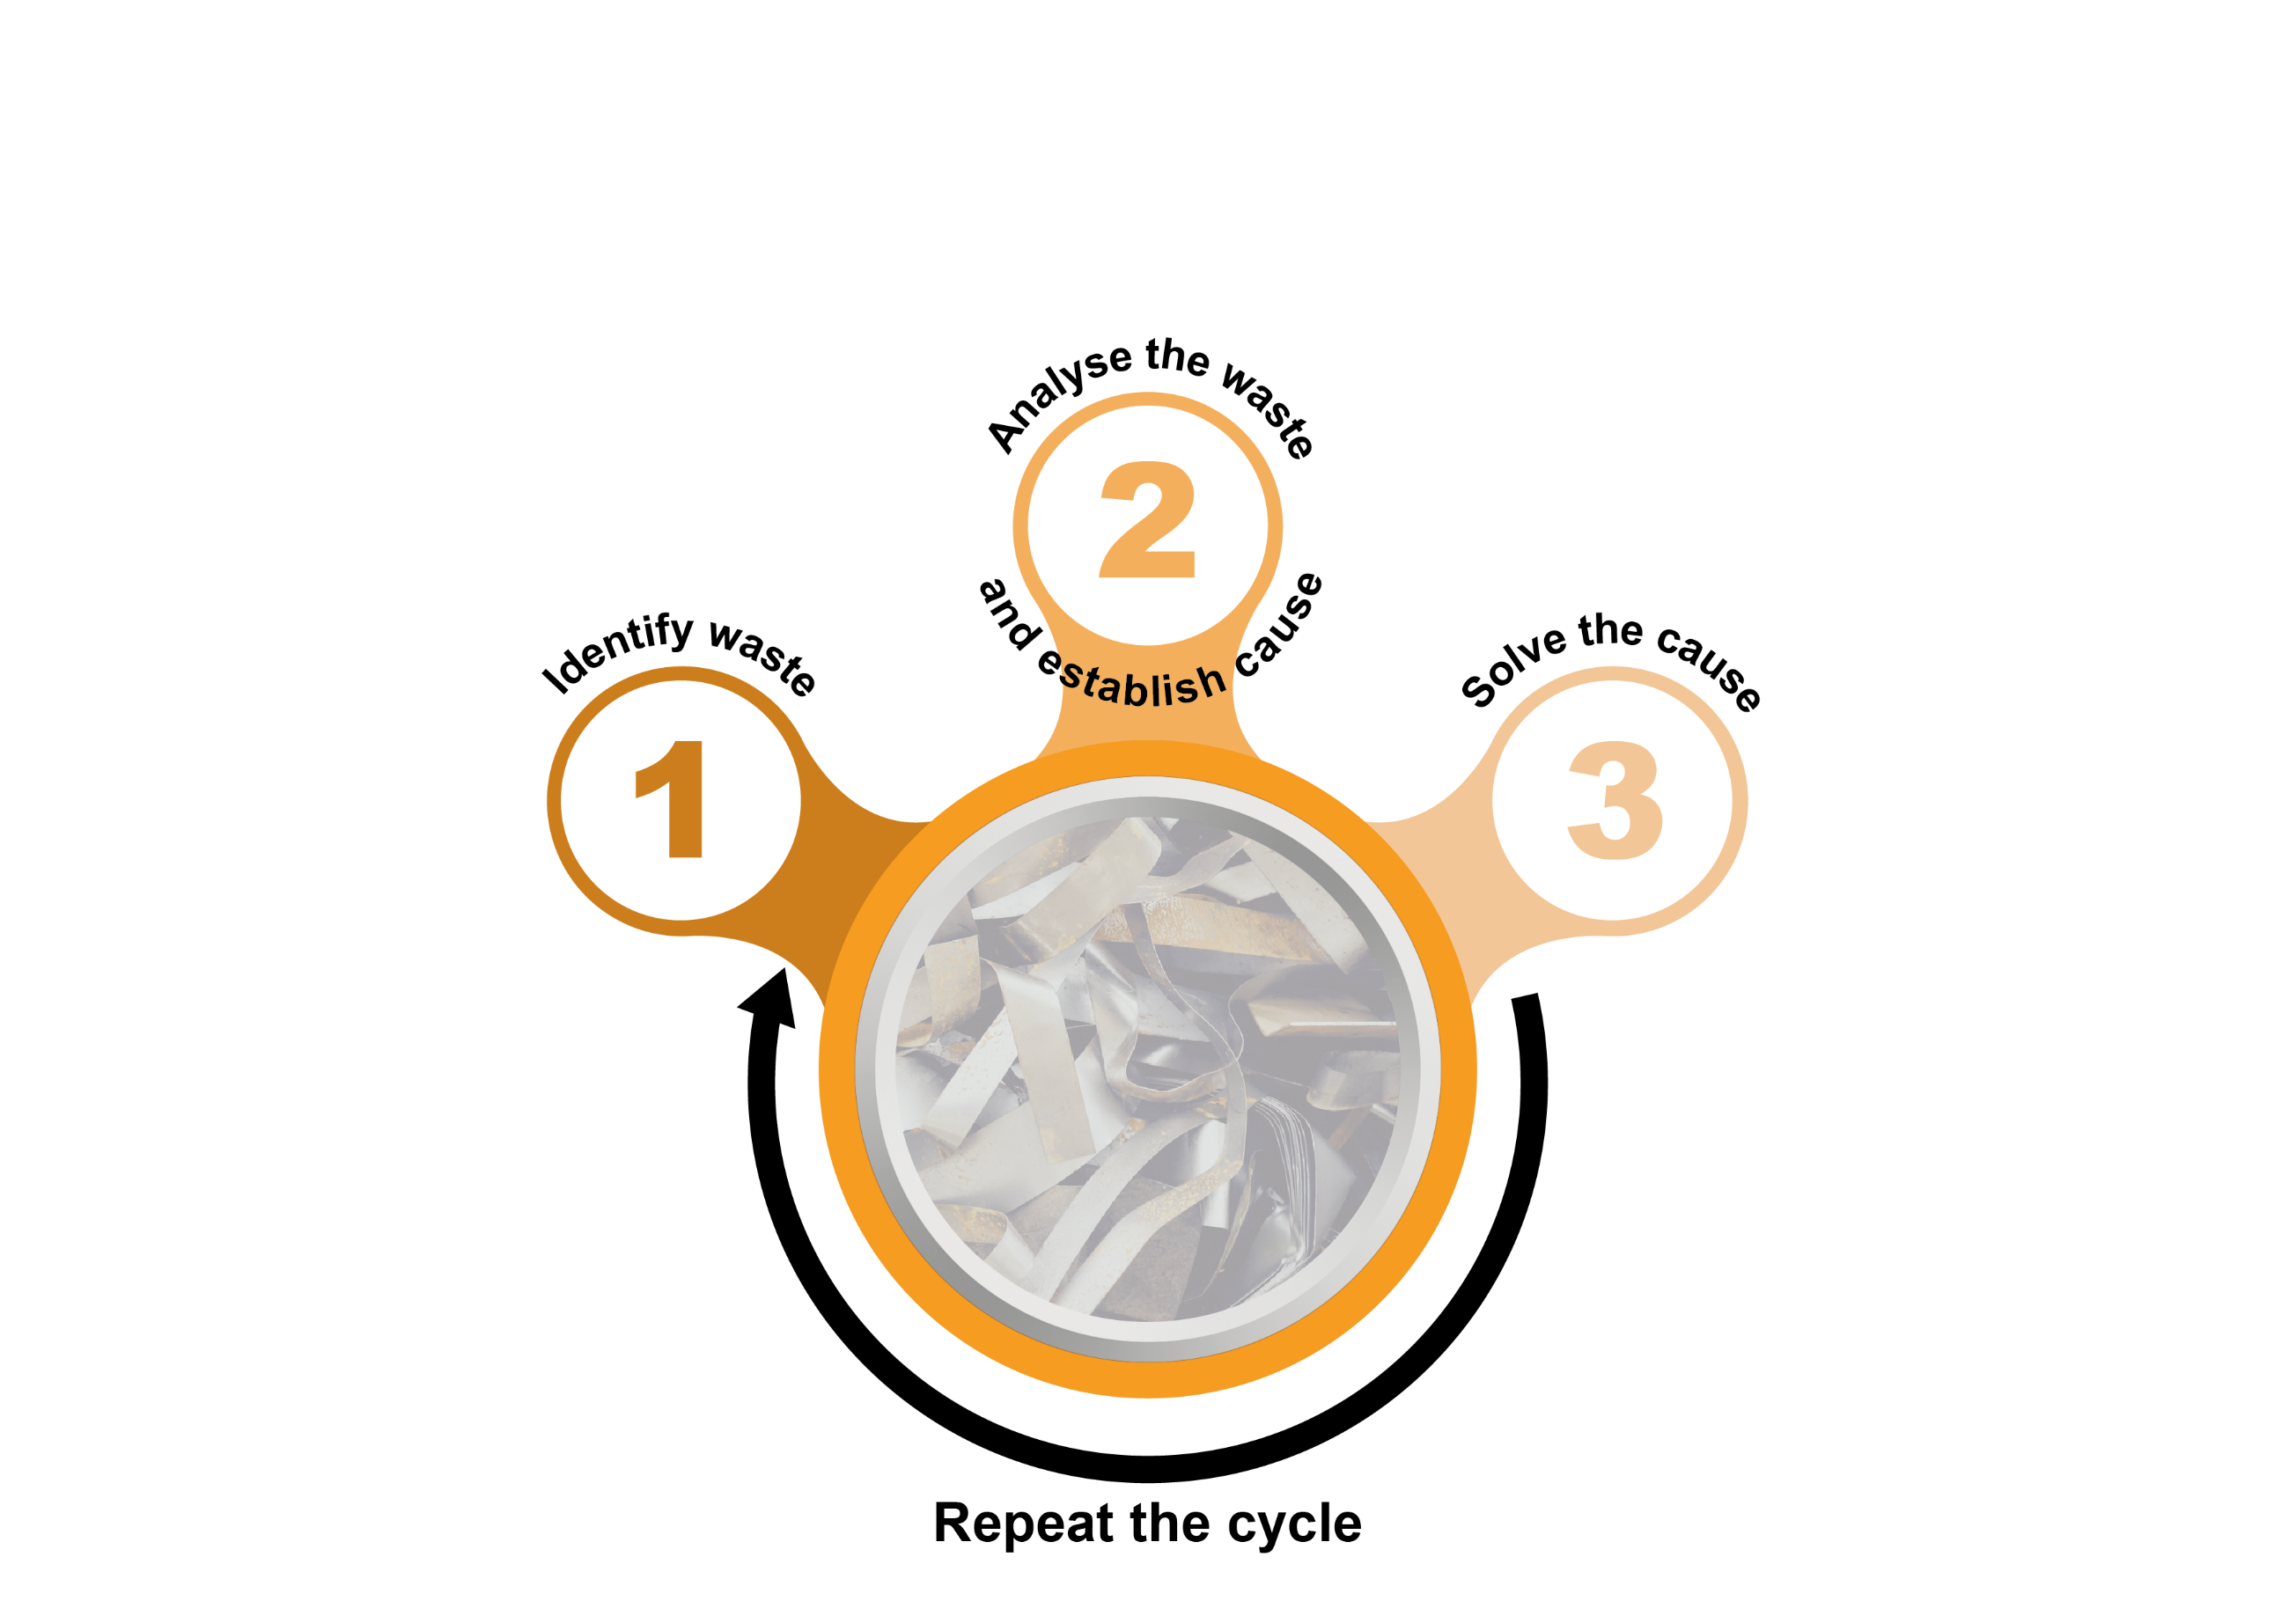 Identify waste
1
Analyse the waste
2
and establish cause
Solve the cause
3
Repeat the cycle